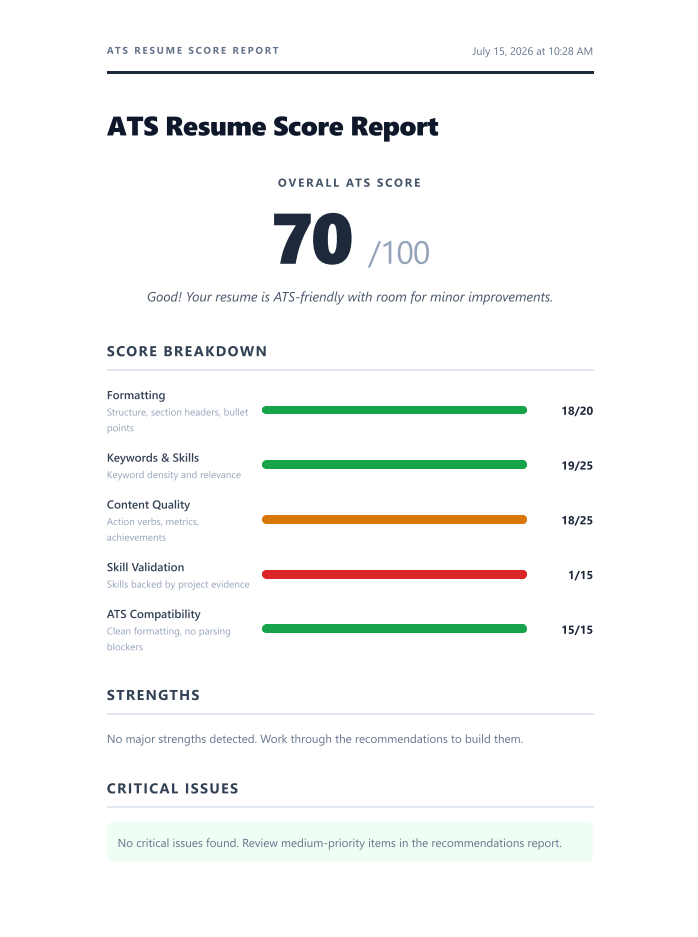 ATS RESUME SCORE REPORT
July 15, 2026 at 10:28 AM
ATS Resume Score Report
OVERALL ATS SCORE
70 /100
Good! Your resume is ATS-friendly with room for minor improvements.
SCORE BREAKDOWN
Formatting
Structure, section headers, bullet
points
18/20
Keywords & Skills
Keyword density and relevance
19/25
Content Quality
Action verbs, metrics,
achievements
18/25
Skill Validation
Skills backed by project evidence
1/15
ATS Compatibility
Clean formatting, no parsing
blockers
15/15
STRENGTHS
No major strengths detected. Work through the recommendations to build them.
CRITICAL ISSUES
No critical issues found. Review medium-priority items in the recommendations report.